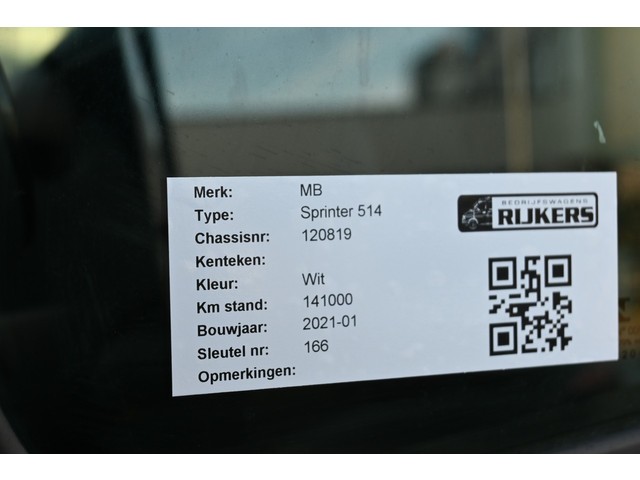 Merk: MB
Type: Sprinter 514
Chassisnr: 120819
Kenteken:
Kleur: Wit
Km stand: 141000
Bouwjaar: 2021-01
Sleutel nr: 166
Opmerkingen:
BEDRIJFSWAGENS
RIJKERS